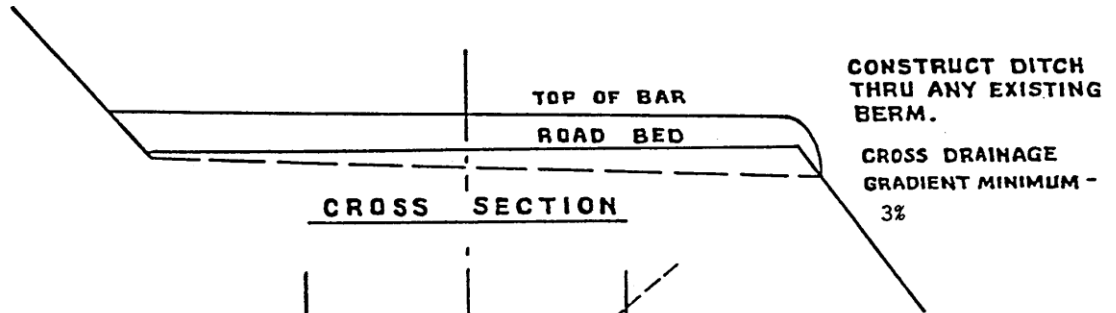 TOP OF BAR
ROAD BED
CROSS SECTION
CONSTRUCT DITCH
THRU ANY EXISTING
BERM.
CROSS DRAINAGE
GRADIENT MINIMUM -
3%